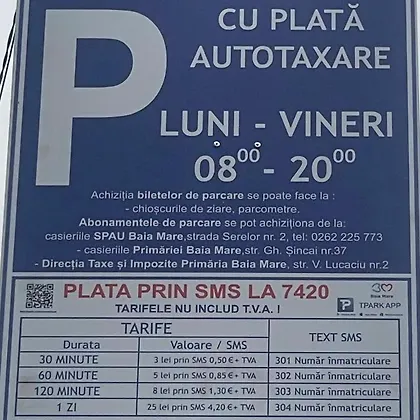 P
CU PLATĂ
AUTOTAXARE
LUNI - VINERI
08⁰⁰ - 20⁰⁰
Achiziția biletelor de parcare se poate face la :
- chioșcurile de ziare, parcometre.
Abonamentele de parcare se pot achiziționa de la:
casieriile SPAU Baia Mare,strada Serelor nr. 2, tel: 0262 225 773
- casieriile Primăriei Baia Mare,str. Gh. Șincai nr.37
- Direcția Taxe și Impozite Primăria Baia Mare, str. V. Lucaciu nr.2
PLATA PRIN SMS LA 7420
TARIFELE NU INCLUD T.V.A. !
Baia Mare
P TPARK APP
TARIFE
TEXT SMS
Durata Valoare / SMS
30 MINUTE 3 lei prin SMS 0,50 €+ TVA 301 Număr înmatriculare
60 MINUTE 5 lei prin SMS 0,85 €+ TVA 302 Număr înmatriculare
120 MINUTE 8 lei prin SMS 1,30 €+ TVA 303 Număr înmatriculare
1 ZI 25 lei prin SMS 4,20 €+ TVA 304 Număr înmatriculare